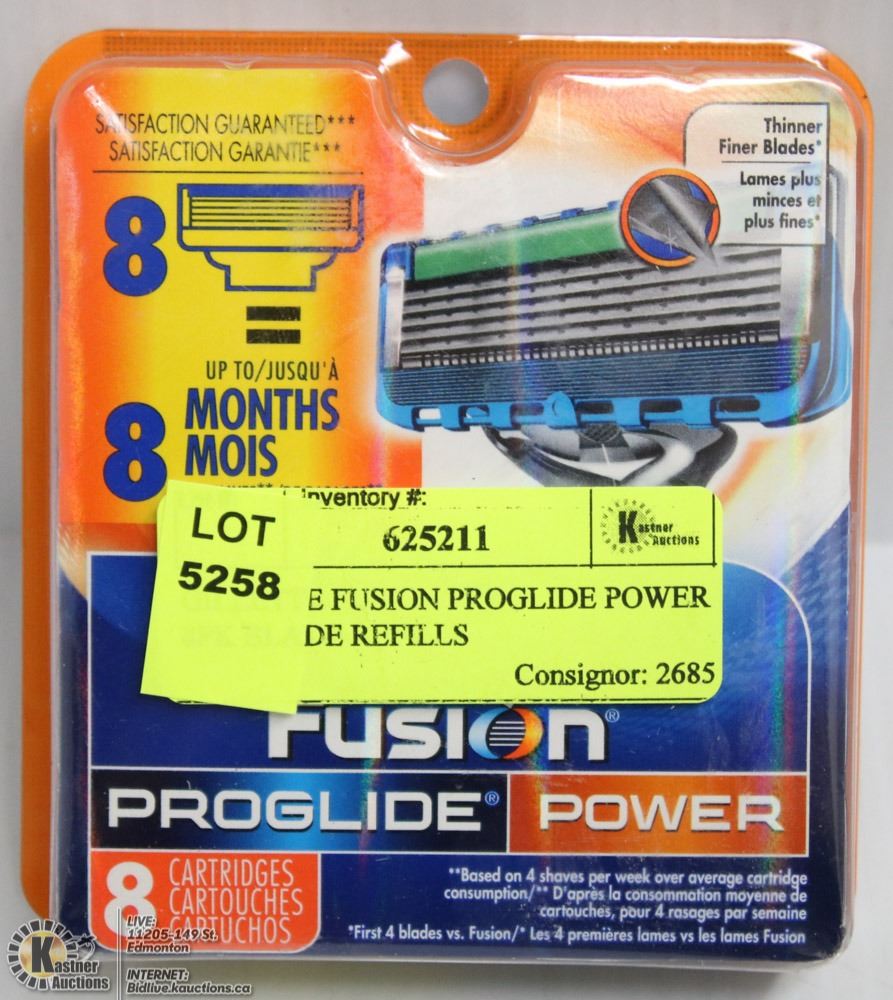 SATISFACTION GUARANTEED***
SATISFACTION GARANTIE***
8
=
UP TO/JUSQU'À
8 MONTHS
MOIS
Thinner
Finer Blades*
Lames plus
minces et
plus fines*
Inventory #:
LOT
5258
625211
Kastner
Auctions
E FUSION PROGLIDE POWER
DE REFILLS
Consignor: 2685
FUSION®
PROGLIDE® POWER
8 CARTRIDGES
CARTOUCHES
CARTUCHOS
**Based on 4 shaves per week over average cartridge
consumption/** D'après la consommation moyenne de
cartouches, pour 4 rasages par semaine
*First 4 blades vs. Fusion/* Les 4 premières lames vs les lames Fusion
Kastner
Auctions
LIVE:
11205-149 St.
Edmonton
INTERNET:
Bidlive.kauctions.ca